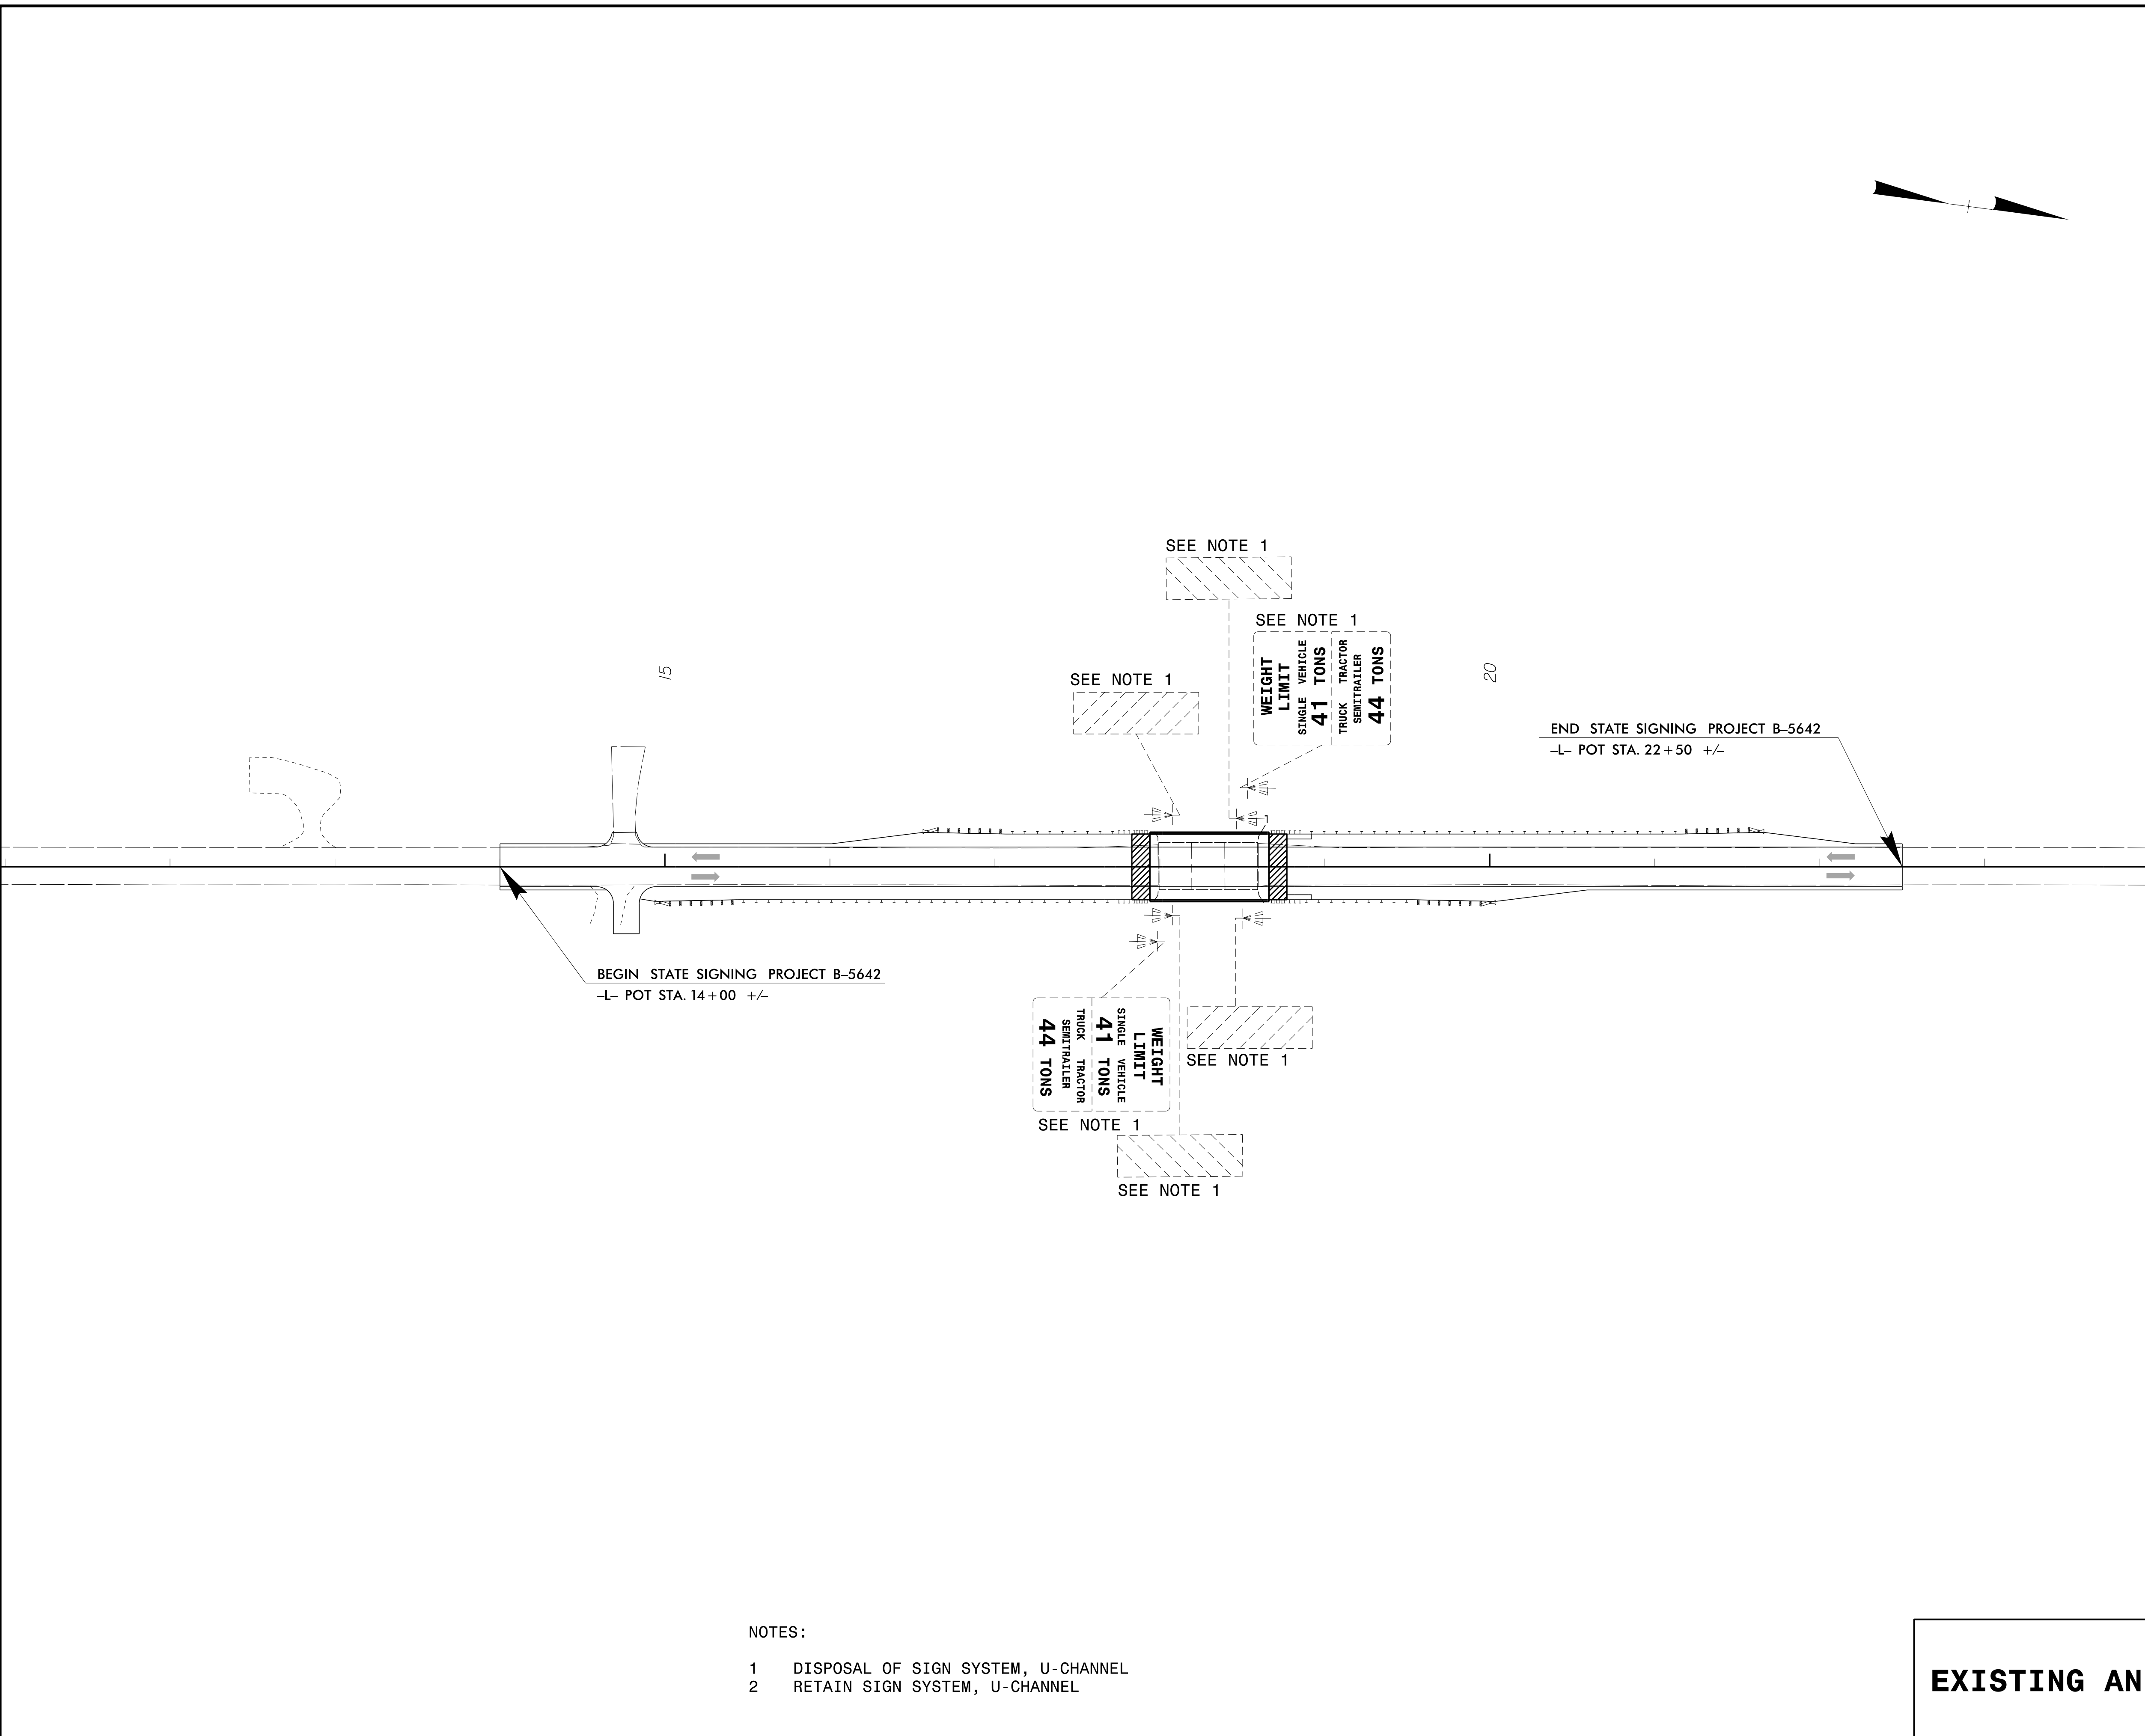 SEE NOTE 1
SEE NOTE 1
WEIGHT
LIMIT
SINGLE VEHICLE
41 TONS
TRUCK TRACTOR
SEMITRAILER
44 TONS
SEE NOTE 1
15
20
END STATE SIGNING PROJECT B–5642
–L– POT STA. 22+50 +/–
BEGIN STATE SIGNING PROJECT B–5642
–L– POT STA. 14+00 +/–
WEIGHT
LIMIT
SINGLE VEHICLE
41 TONS
TRUCK TRACTOR
SEMITRAILER
44 TONS
SEE NOTE 1
SEE NOTE 1
SEE NOTE 1
NOTES:
1 DISPOSAL OF SIGN SYSTEM, U-CHANNEL
2 RETAIN SIGN SYSTEM, U-CHANNEL
EXISTING AN